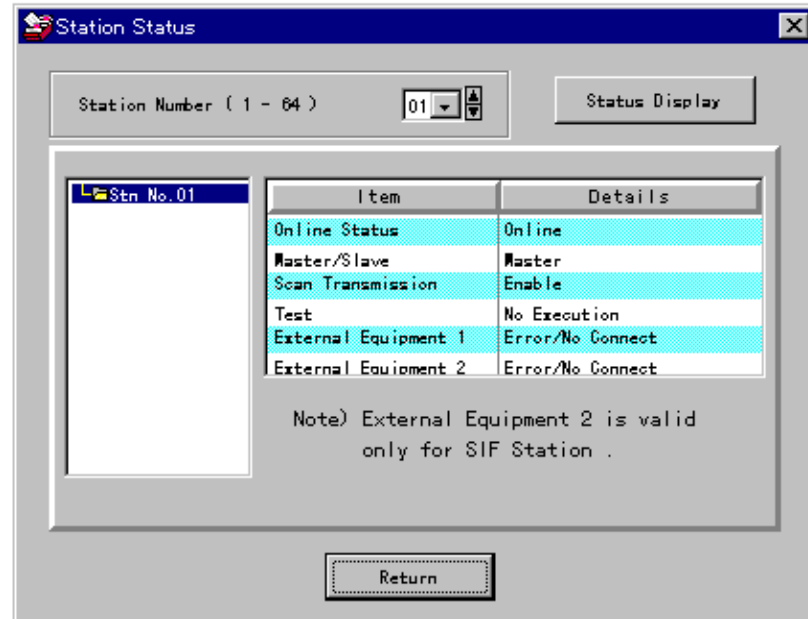 Station Status
Station Number ( 1 - 64 )
01
Status Display
Stn No.01
Item Details
Online Status Online
Master/Slave Master
Scan Transmission Enable
Test No Execution
External Equipment 1 Error/No Connect
External Equipment 2 Error/No Connect
Note) External Equipment 2 is valid
only for SIF Station .
Return